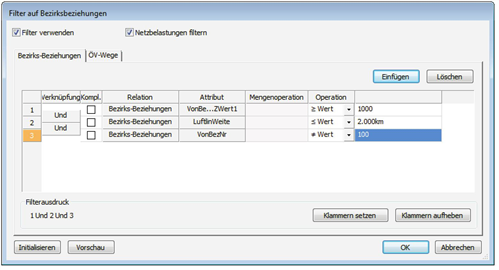 Filter auf Bezirksbeziehungen
Filter verwenden Netzbelastungen filtern
Bezirks-Beziehungen ÖV-Wege
Einfügen Löschen
Verknüpfung Kompl. Relation Attribut Mengenoperation Operation
1 Bezirks-Beziehungen VonBe...ZWert1 ≥ Wert 1000
Und
2 Bezirks-Beziehungen LuftlinWeite ≤ Wert 2.000km
Und
3 Bezirks-Beziehungen VonBezNr ≠ Wert 100
Filterausdruck
1 Und 2 Und 3 Klammern setzen Klammern aufheben
Initialisieren Vorschau OK Abbrechen